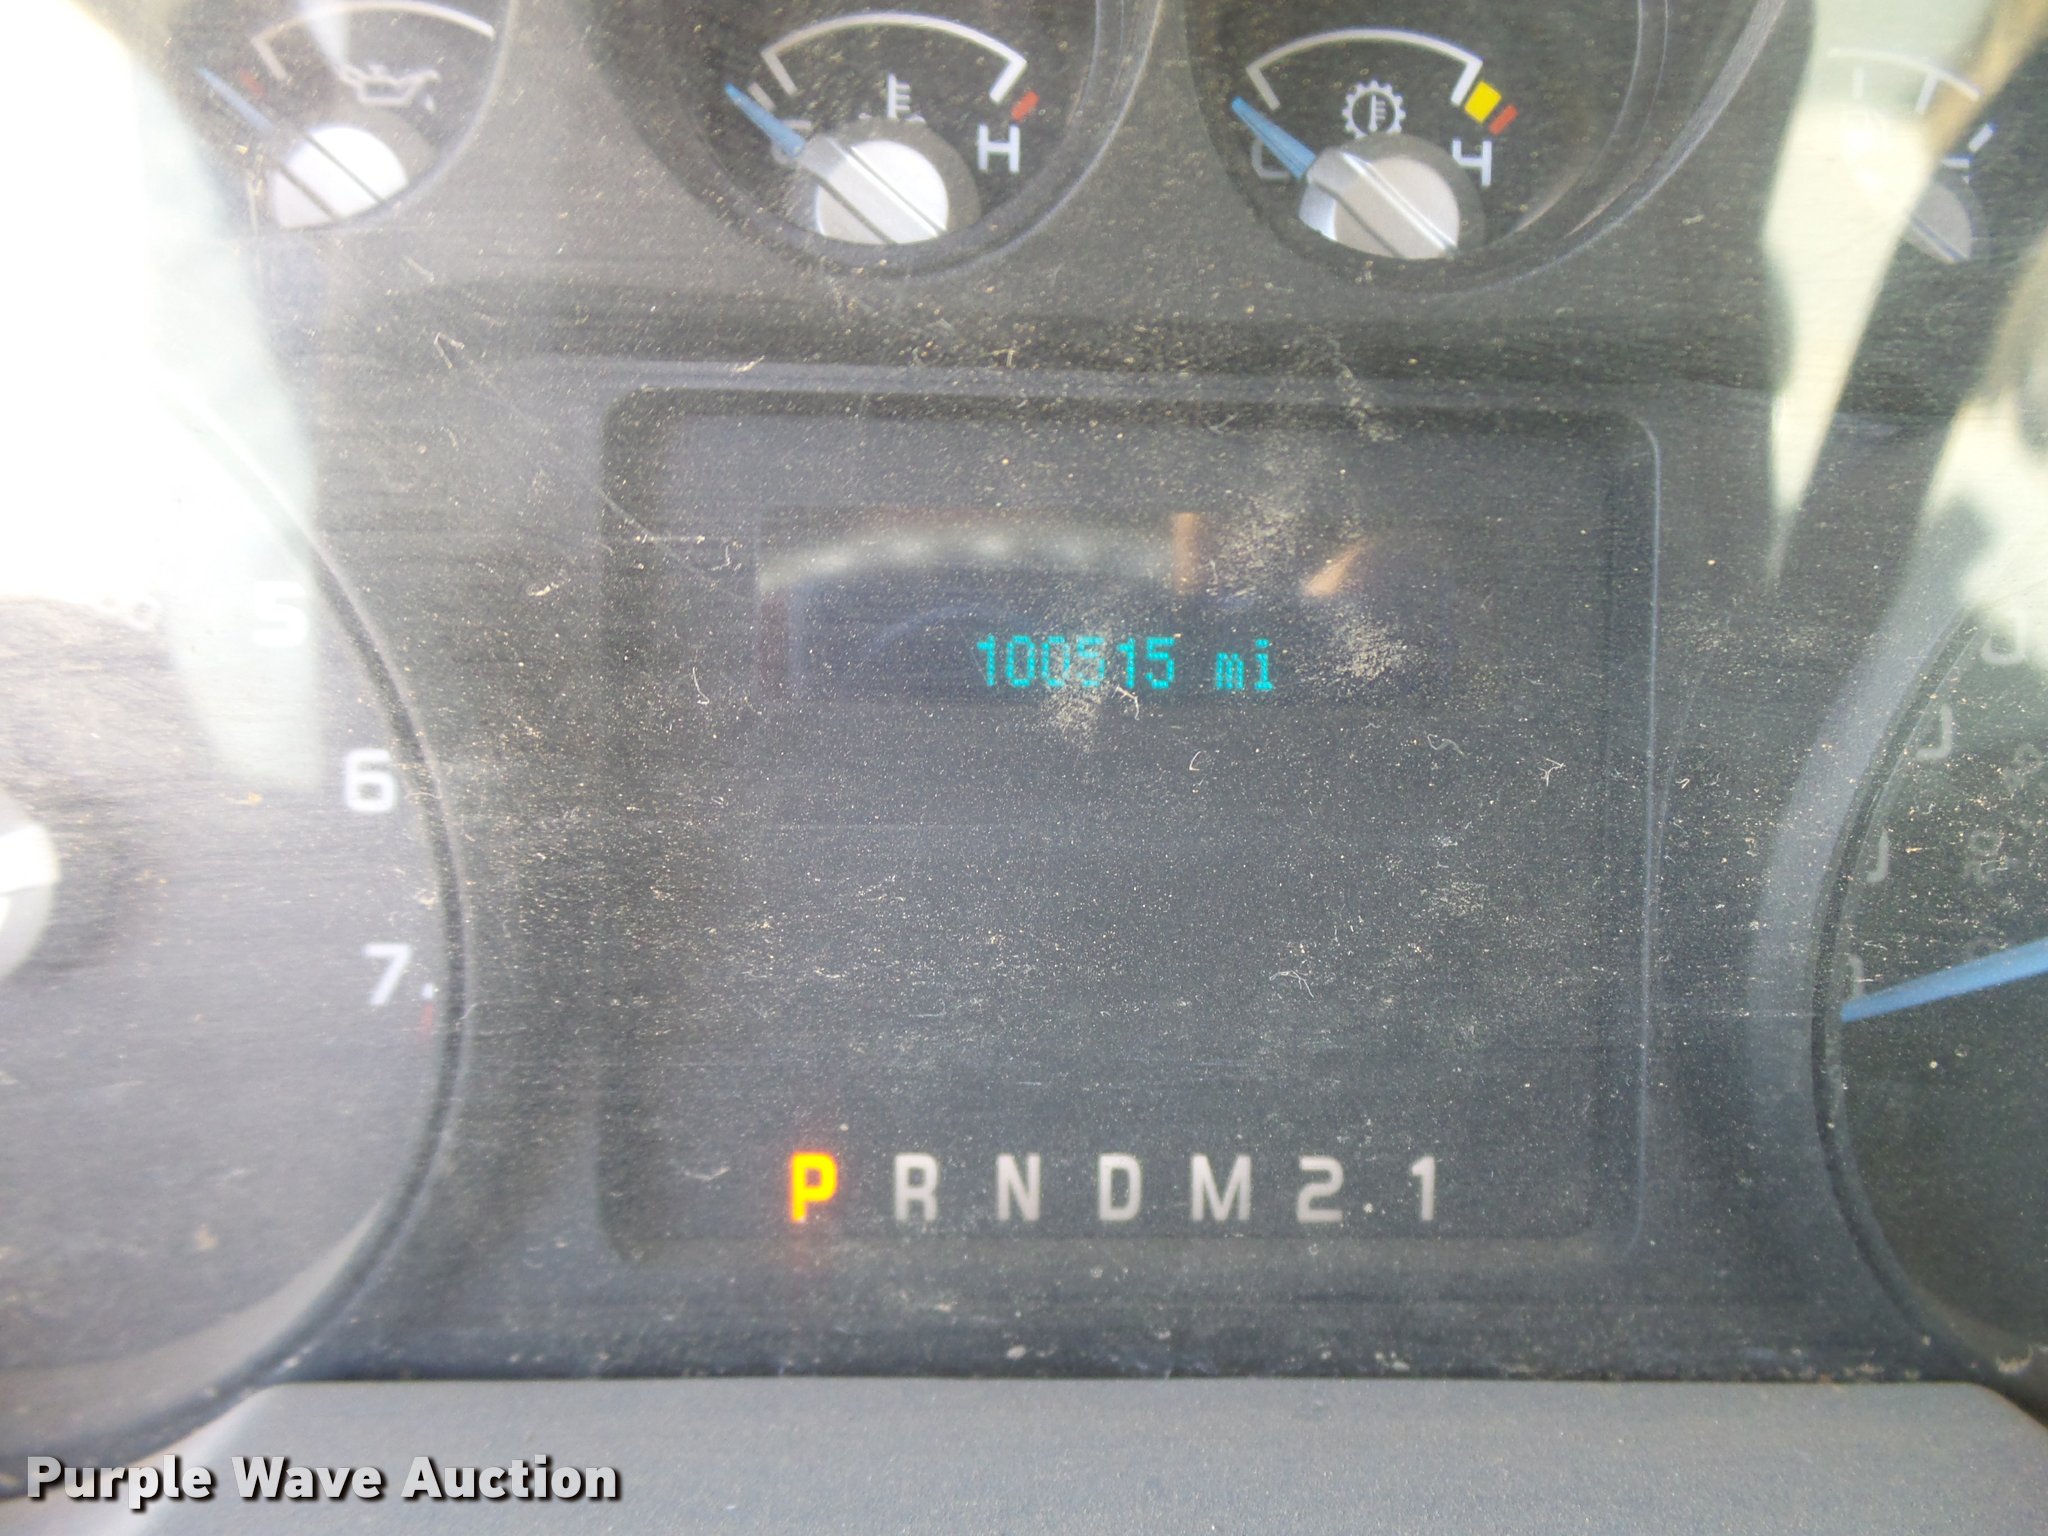 H
C H
5
100515 mi
6
7
P R N D M 2 1
Purple Wave Auction